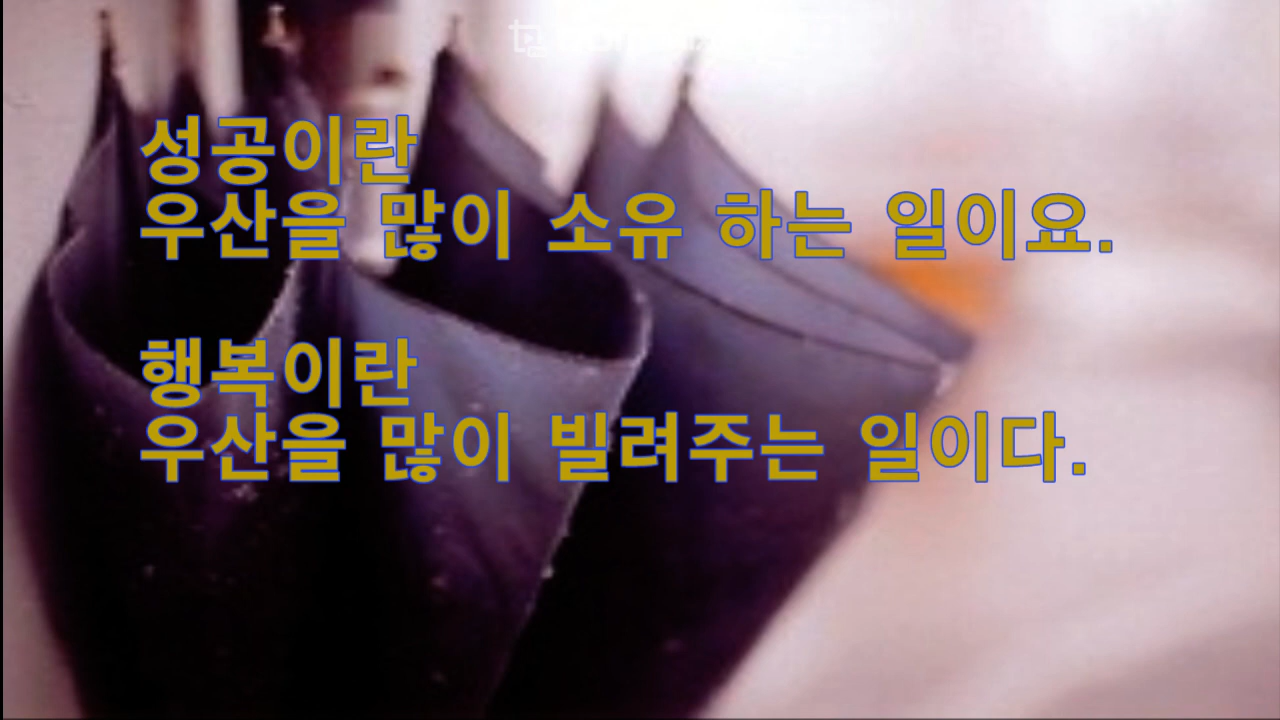 성공이란
우산을 많이 소유 하는 일이요.
행복이란
우산을 많이 빌려주는 일이다.